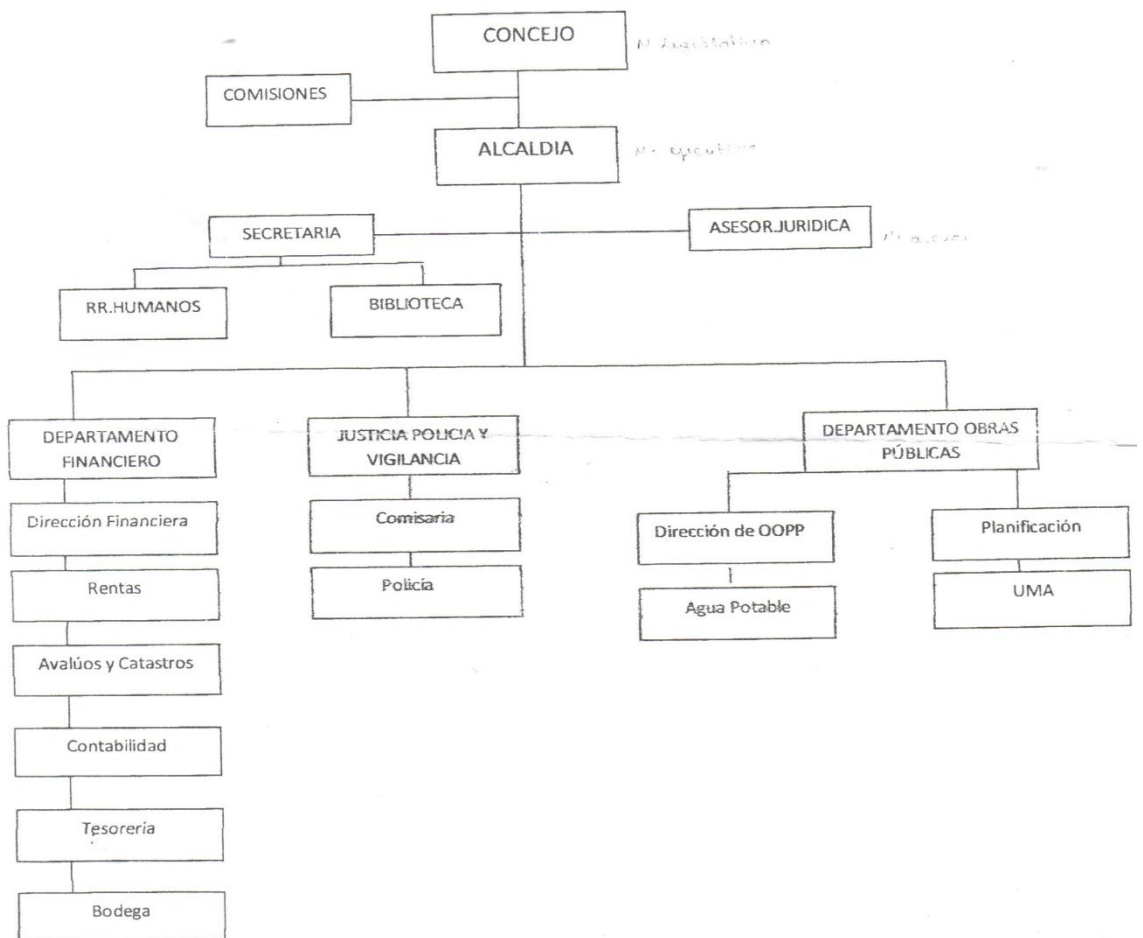 CONCEJO
COMISIONES
ALCALDIA
SECRETARIA
ASESOR.JURIDICA
RR.HUMANOS
BIBLIOTECA
DEPARTAMENTO
FINANCIERO
JUSTICIA POLICIA Y
VIGILANCIA
DEPARTAMENTO OBRAS
PÚBLICAS
Dirección Financiera
Comisaria
Dirección de OOPP
Planificación
Rentas
Policía
Agua Potable
UMA
Avalúos y Catastros
Contabilidad
Tesorería
Bodega